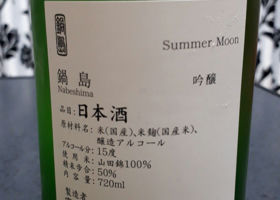 鍋島
Summer Moon
鍋島
Nabeshima
吟醸
品目:日本酒
原材料名:米(国産)、米麹(国産米)、
醸造アルコール
アルコール分:15度
使用米:山田錦100%
精米歩合:50%
内容量:720ml
製造者